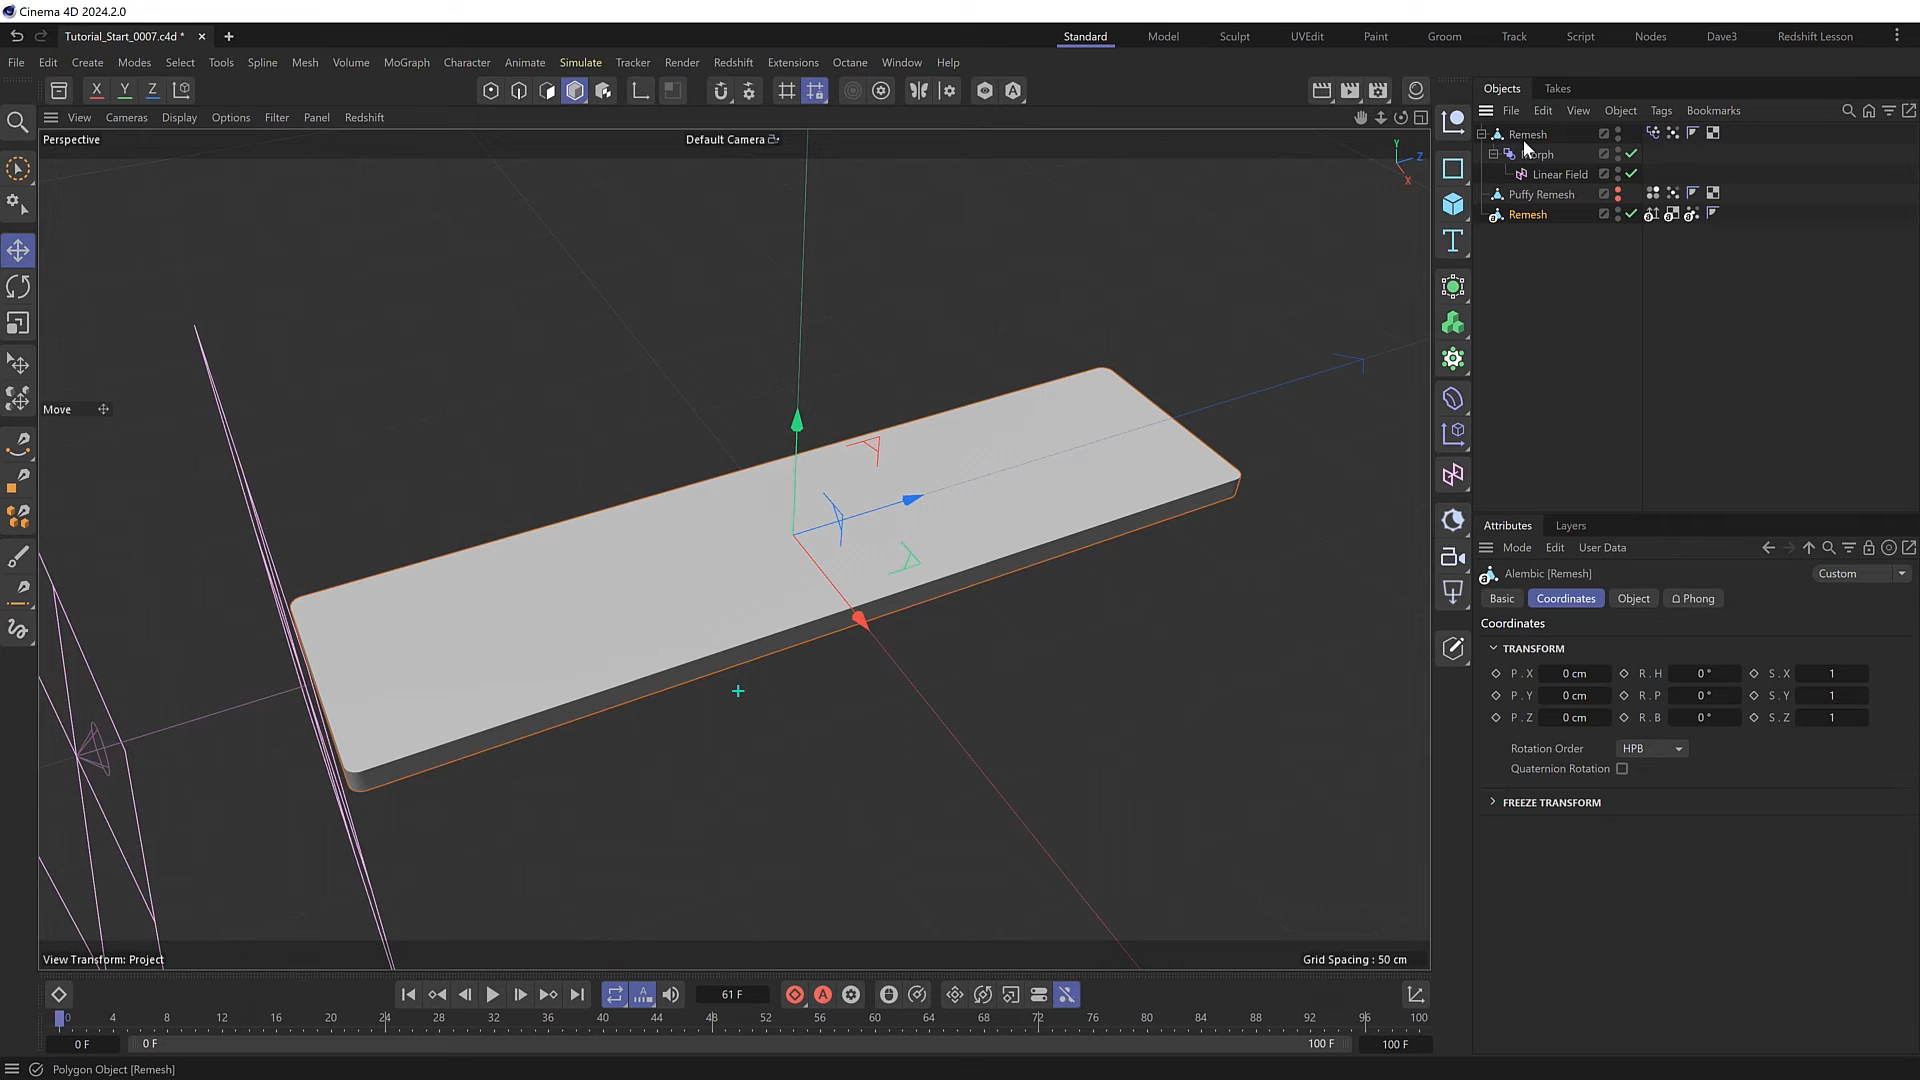 Cinema 4D 2024.2.0
Tutorial_Start_0007.c4d *
Standard Model Sculpt UVEdit Paint Groom Track Script Nodes Dave3 Redshift Lesson
File Edit Create Modes Select Tools Spline Mesh Volume MoGraph Character Animate Simulate Tracker Render Redshift Extensions Octane Window Help
X Y Z
Objects Takes
View Cameras Display Options Filter Panel Redshift
File Edit View Object Tags Bookmarks
Perspective
Default Camera
Y
Z
X
Remesh
Linear Field
Puffy Remesh
Remesh
Move
Attributes Layers
Mode Edit User Data
Alembic [Remesh]
Custom
Basic Coordinates Object Phong
Coordinates
TRANSFORM
P . X 0 cm R . H 0 ° S . X 1
P . Y 0 cm R . P 0 ° S . Y 1
P . Z 0 cm R . B 0 ° S . Z 1
Rotation Order HPB
Quaternion Rotation
FREEZE TRANSFORM
View Transform: Project
Grid Spacing : 50 cm
61 F
0 4 8 12 16 20 24 28 32 36 40 44 48 52 56 60 64 68 72 76 80 84 88 92 96 100
0 F 0 F 100 F 100 F
Polygon Object [Remesh]